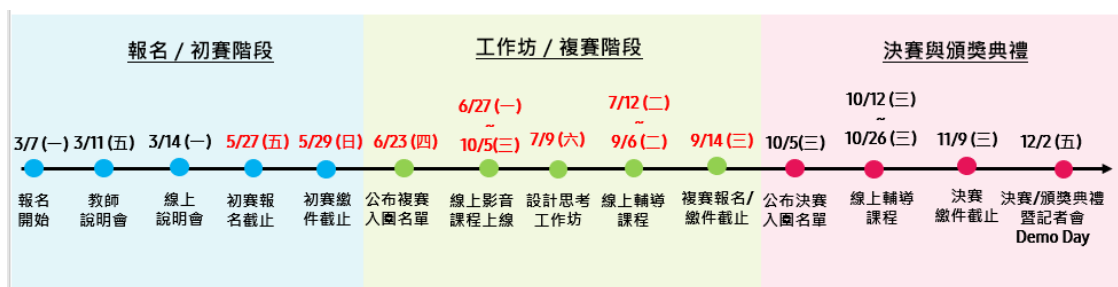 報名 / 初賽階段
工作坊 / 複賽階段
決賽與頒獎典禮
3/7 (一)
3/11 (五)
3/14 (一)
5/27 (五)
5/29 (日)
6/23 (四)
6/27 (一)
~
10/5(三)
7/9 (六)
7/12 (二)
~
9/6 (二)
9/14 (三)
10/5(三)
10/12 (三)
~
10/26 (三)
11/9 (三)
12/2 (五)
報名
開始
教師
說明會
線上
說明會
初賽報
名截止
初賽繳
件截止
公布複賽
入圍名單
線上影音
課程上線
設計思考
工作坊
線上輔導
課程
複賽報名/
繳件截止
公布決賽
入圍名單
線上輔導
課程
決賽
繳件截止
決賽/頒獎典禮
暨記者會
Demo Day